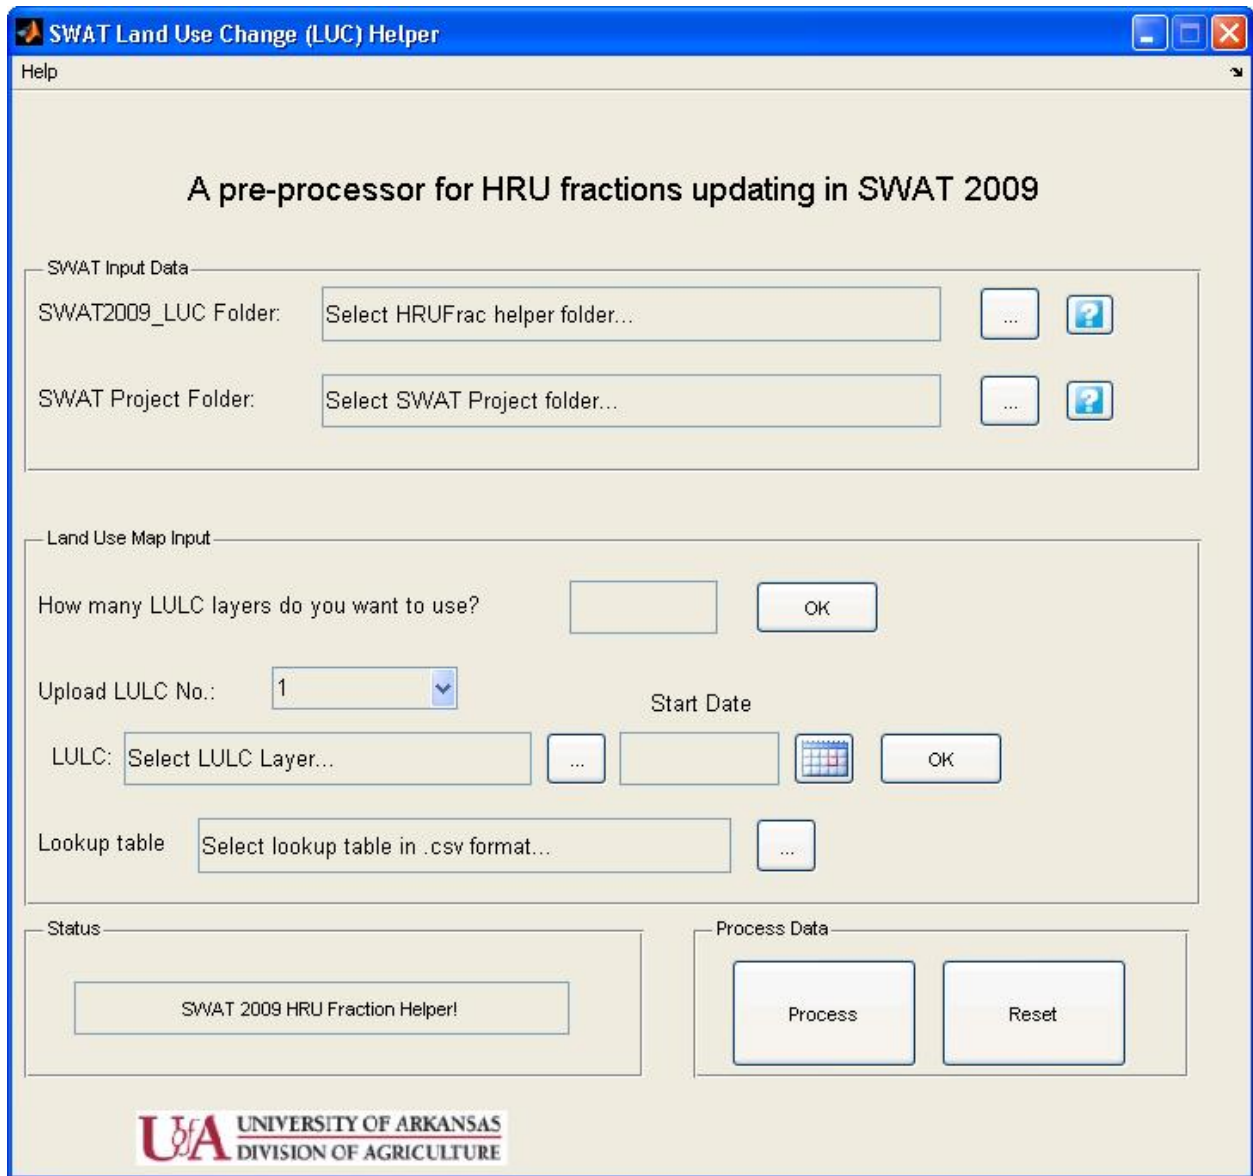 SWAT Land Use Change (LUC) Helper
Help
A pre-processor for HRU fractions updating in SWAT 2009
SWAT Input Data
SWAT2009_LUC Folder: Select HRUFrac helper folder... ... ?
SWAT Project Folder: Select SWAT Project folder... ... ?
Land Use Map Input
How many LULC layers do you want to use? OK
Upload LULC No.: 1
Start Date
LULC: Select LULC Layer... ... OK
Lookup table Select lookup table in .csv format... ...
Status
Process Data
SWAT 2009 HRU Fraction Helper!
Process Reset
UofA UNIVERSITY OF ARKANSAS
DIVISION OF AGRICULTURE